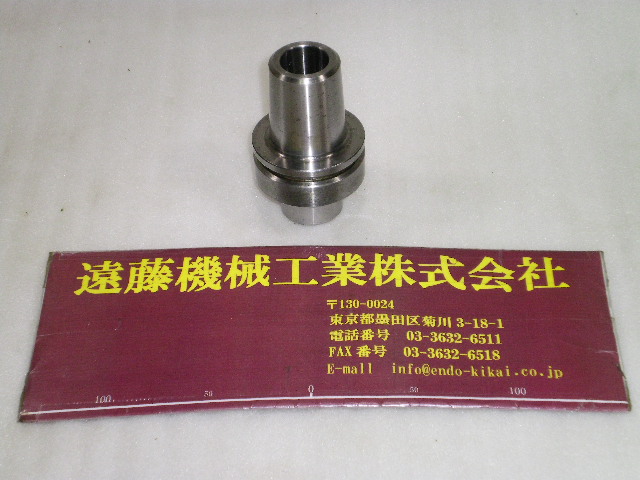 遠藤機械工業株式会社
〒130-0024
東京都墨田区菊川 3-18-1
電話番号 03-3632-6511
FAX 番号 03-3632-6518
E-mall info@endo-kikai.co.jp
100 50 0 50 100